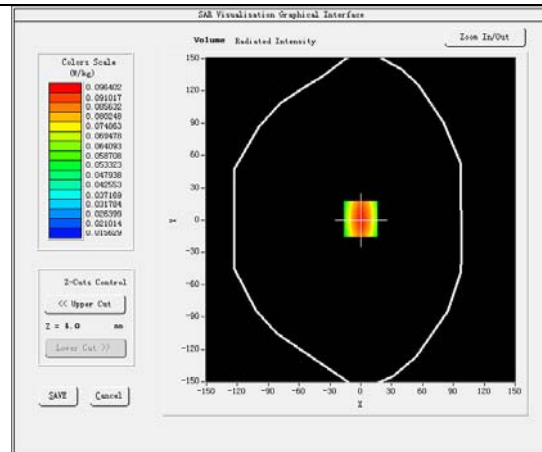 SAR Visualisation Graphical Interface
Volume Radiated Intensity
Zoom In/Out
Colors Scale
(W/kg)
0.096402
0.091017
0.085632
0.080248
0.074863
0.069478
0.064093
0.058708
0.053323
0.047938
0.042553
0.037169
0.031784
0.026399
0.021014
0.015629
150
120
90
60
30
0
-30
-60
-90
-120
-150
Y
-150 -120 -90 -60 -30 0 30 60 90 120 150
X
Z-Cuts Control
<< Upper Cut
Z = 4.0 mm
Lower Cut >>
SAVE
Cancel